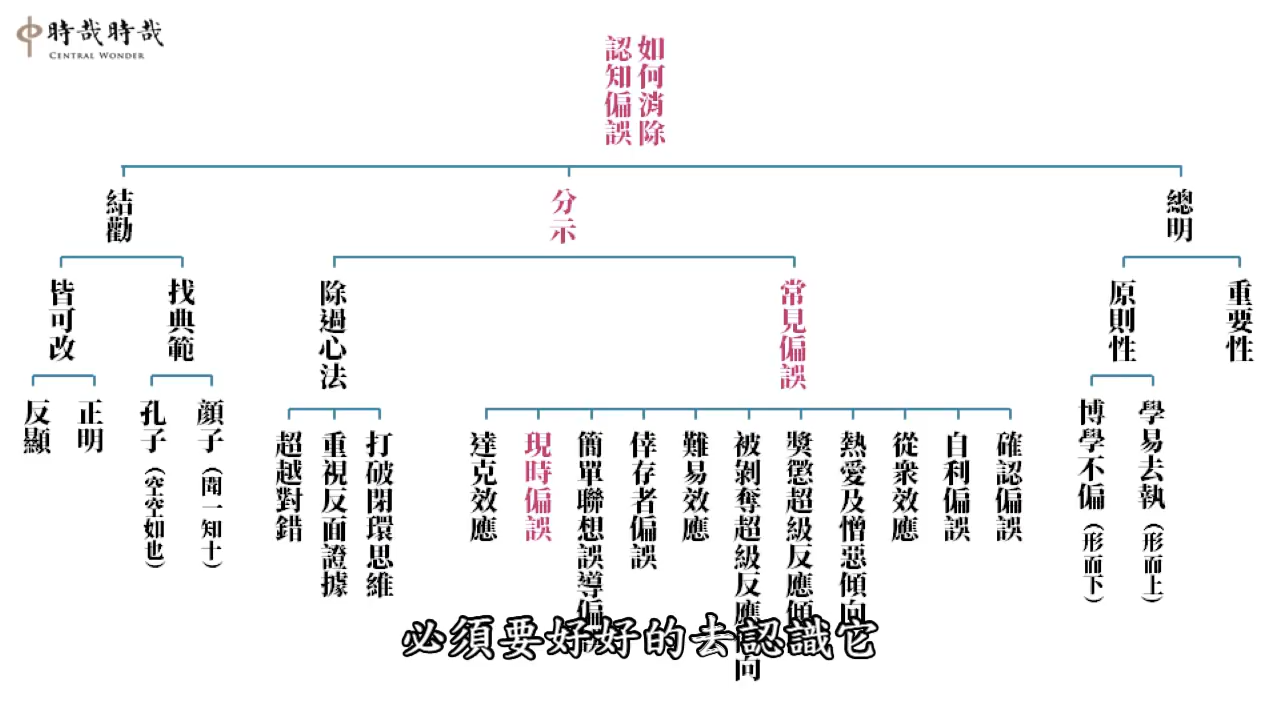 時哉時哉
CENTRAL WONDER
如何消除
認知偏誤
總明
分示
結勸
重要性
原則性
常見偏誤
除過心法
找典範
皆可改
學易去執（形而上）
博學不偏（形而下）
確認偏誤
自利偏誤
從眾效應
熱愛及憎惡傾向
獎懲超級反應傾
被剝奪超級反應
向
難易效應
倖存者偏誤
簡單聯想誤導偏
現時偏誤
達克效應
打破閉環思維
重視反面證據
超越對錯
顏子（聞一知十）
孔子（空空如也）
正明
反顯
必須要好好的去認識它